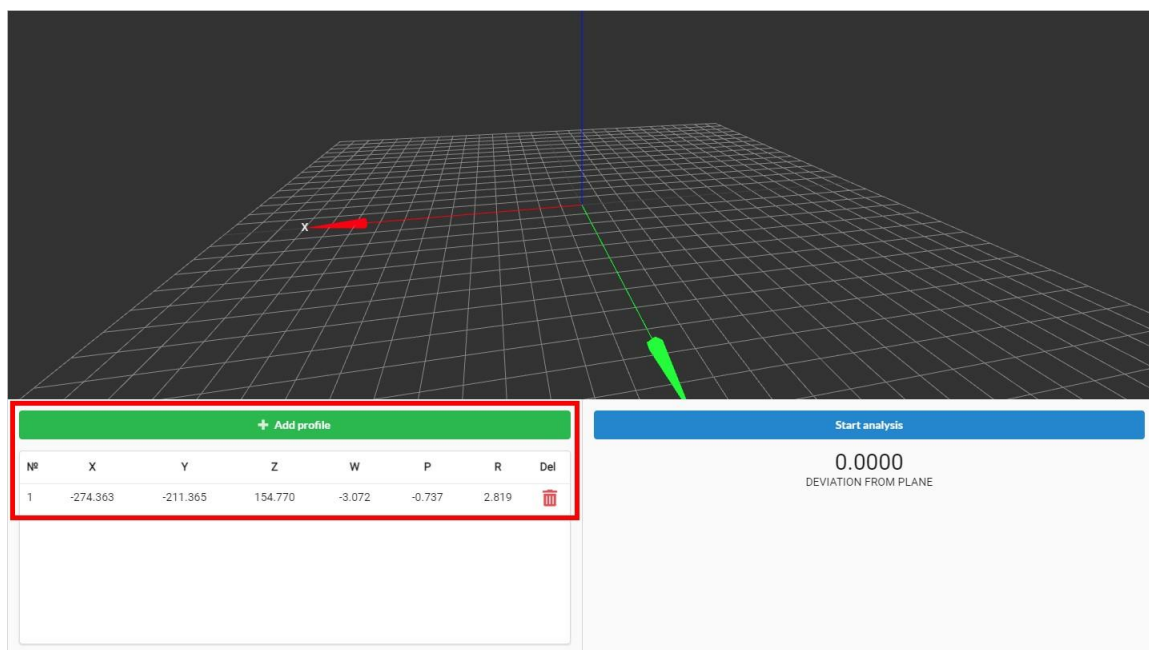 X
+ Add profile
Nº X Y Z W P R Del
1 -274.363 -211.365 154.770 -3.072 -0.737 2.819
Start analysis
0.0000
DEVIATION FROM PLANE